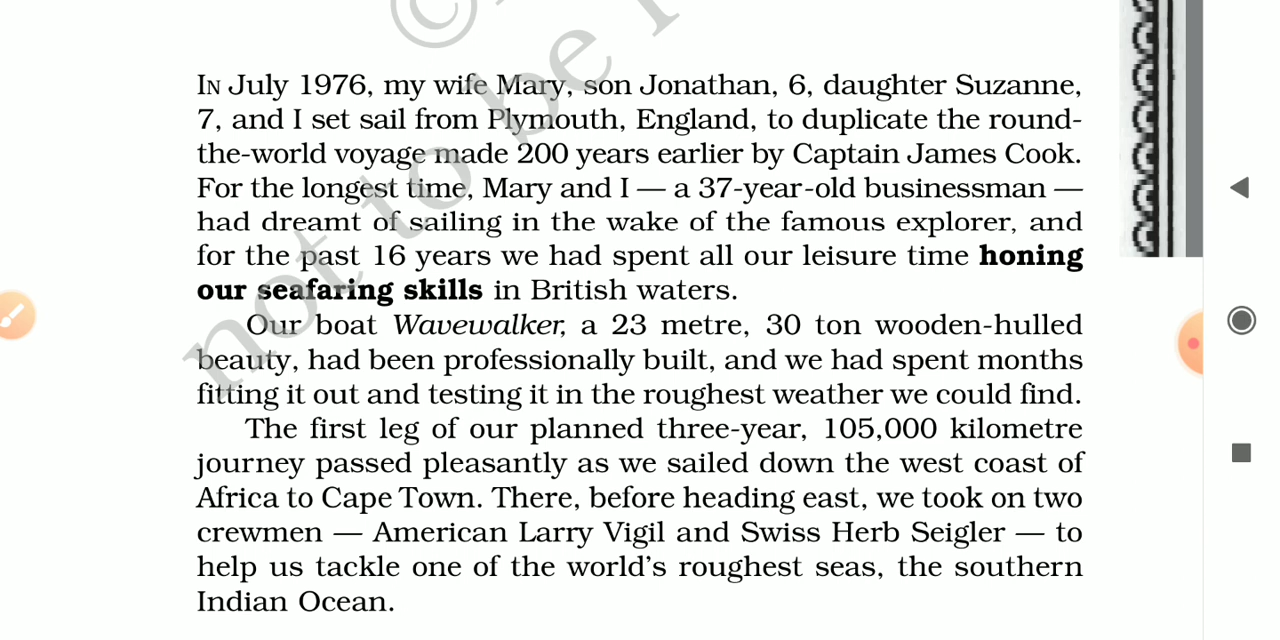 ©
not to be r
IN July 1976, my wife Mary, son Jonathan, 6, daughter Suzanne,
7, and I set sail from Plymouth, England, to duplicate the round-
the-world voyage made 200 years earlier by Captain James Cook.
For the longest time, Mary and I — a 37-year-old businessman —
had dreamt of sailing in the wake of the famous explorer, and
for the past 16 years we had spent all our leisure time honing
our seafaring skills in British waters.
Our boat Wavewalker, a 23 metre, 30 ton wooden-hulled
beauty, had been professionally built, and we had spent months
fitting it out and testing it in the roughest weather we could find.
The first leg of our planned three-year, 105,000 kilometre
journey passed pleasantly as we sailed down the west coast of
Africa to Cape Town. There, before heading east, we took on two
crewmen — American Larry Vigil and Swiss Herb Seigler — to
help us tackle one of the world's roughest seas, the southern
Indian Ocean.